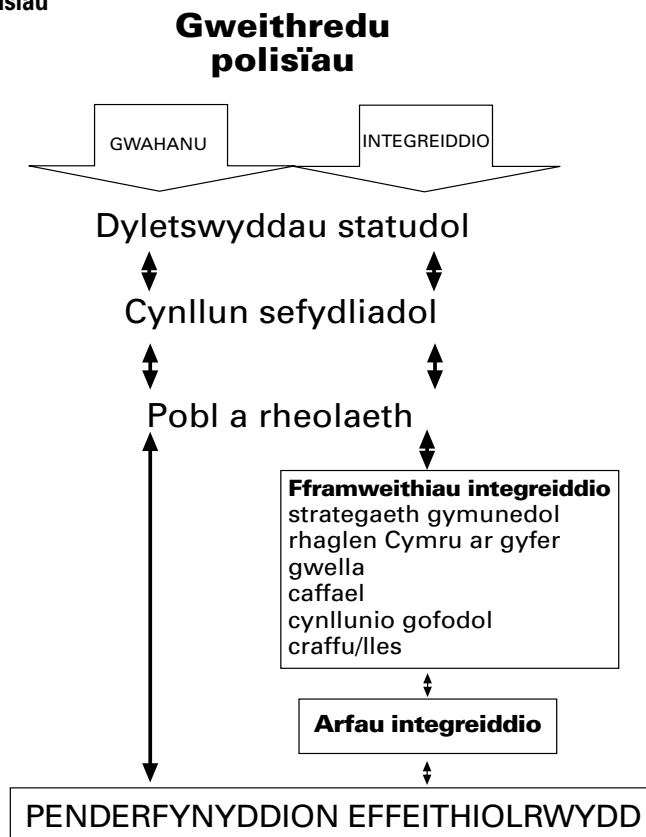 Gweithredu
polisïau
GWAHANU
INTEGREIDDIO
Dyletswyddau statudol
Cynllun sefydliadol
Pobl a rheolaeth
Fframweithiau integreiddio
strategaeth gymunedol
rhaglen Cymru ar gyfer
gwella
caffael
cynllunio gofodol
craffu/lles
Arfau integreiddio
PENDERFYNYDDION EFFEITHIOLRWYDD